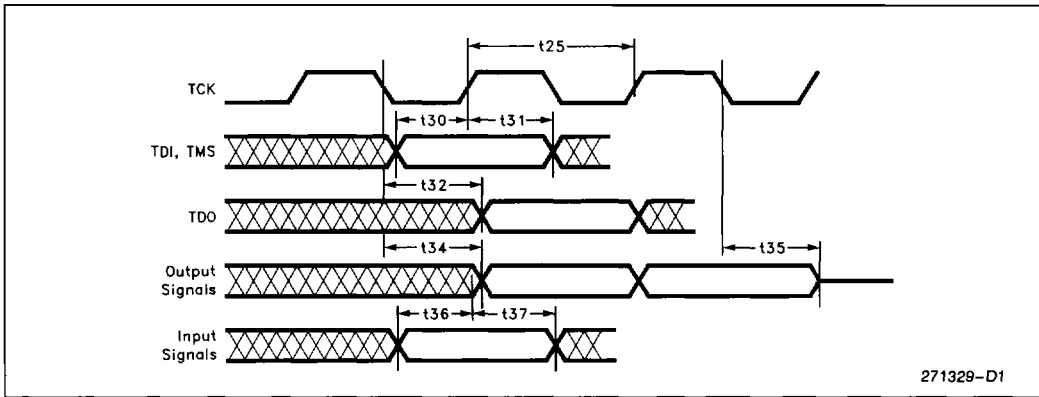 t25
TCK
t30
t31
TDI, TMS
t32
TDO
t34
t35
Output
Signals
t36
t37
Input
Signals
271329-D1